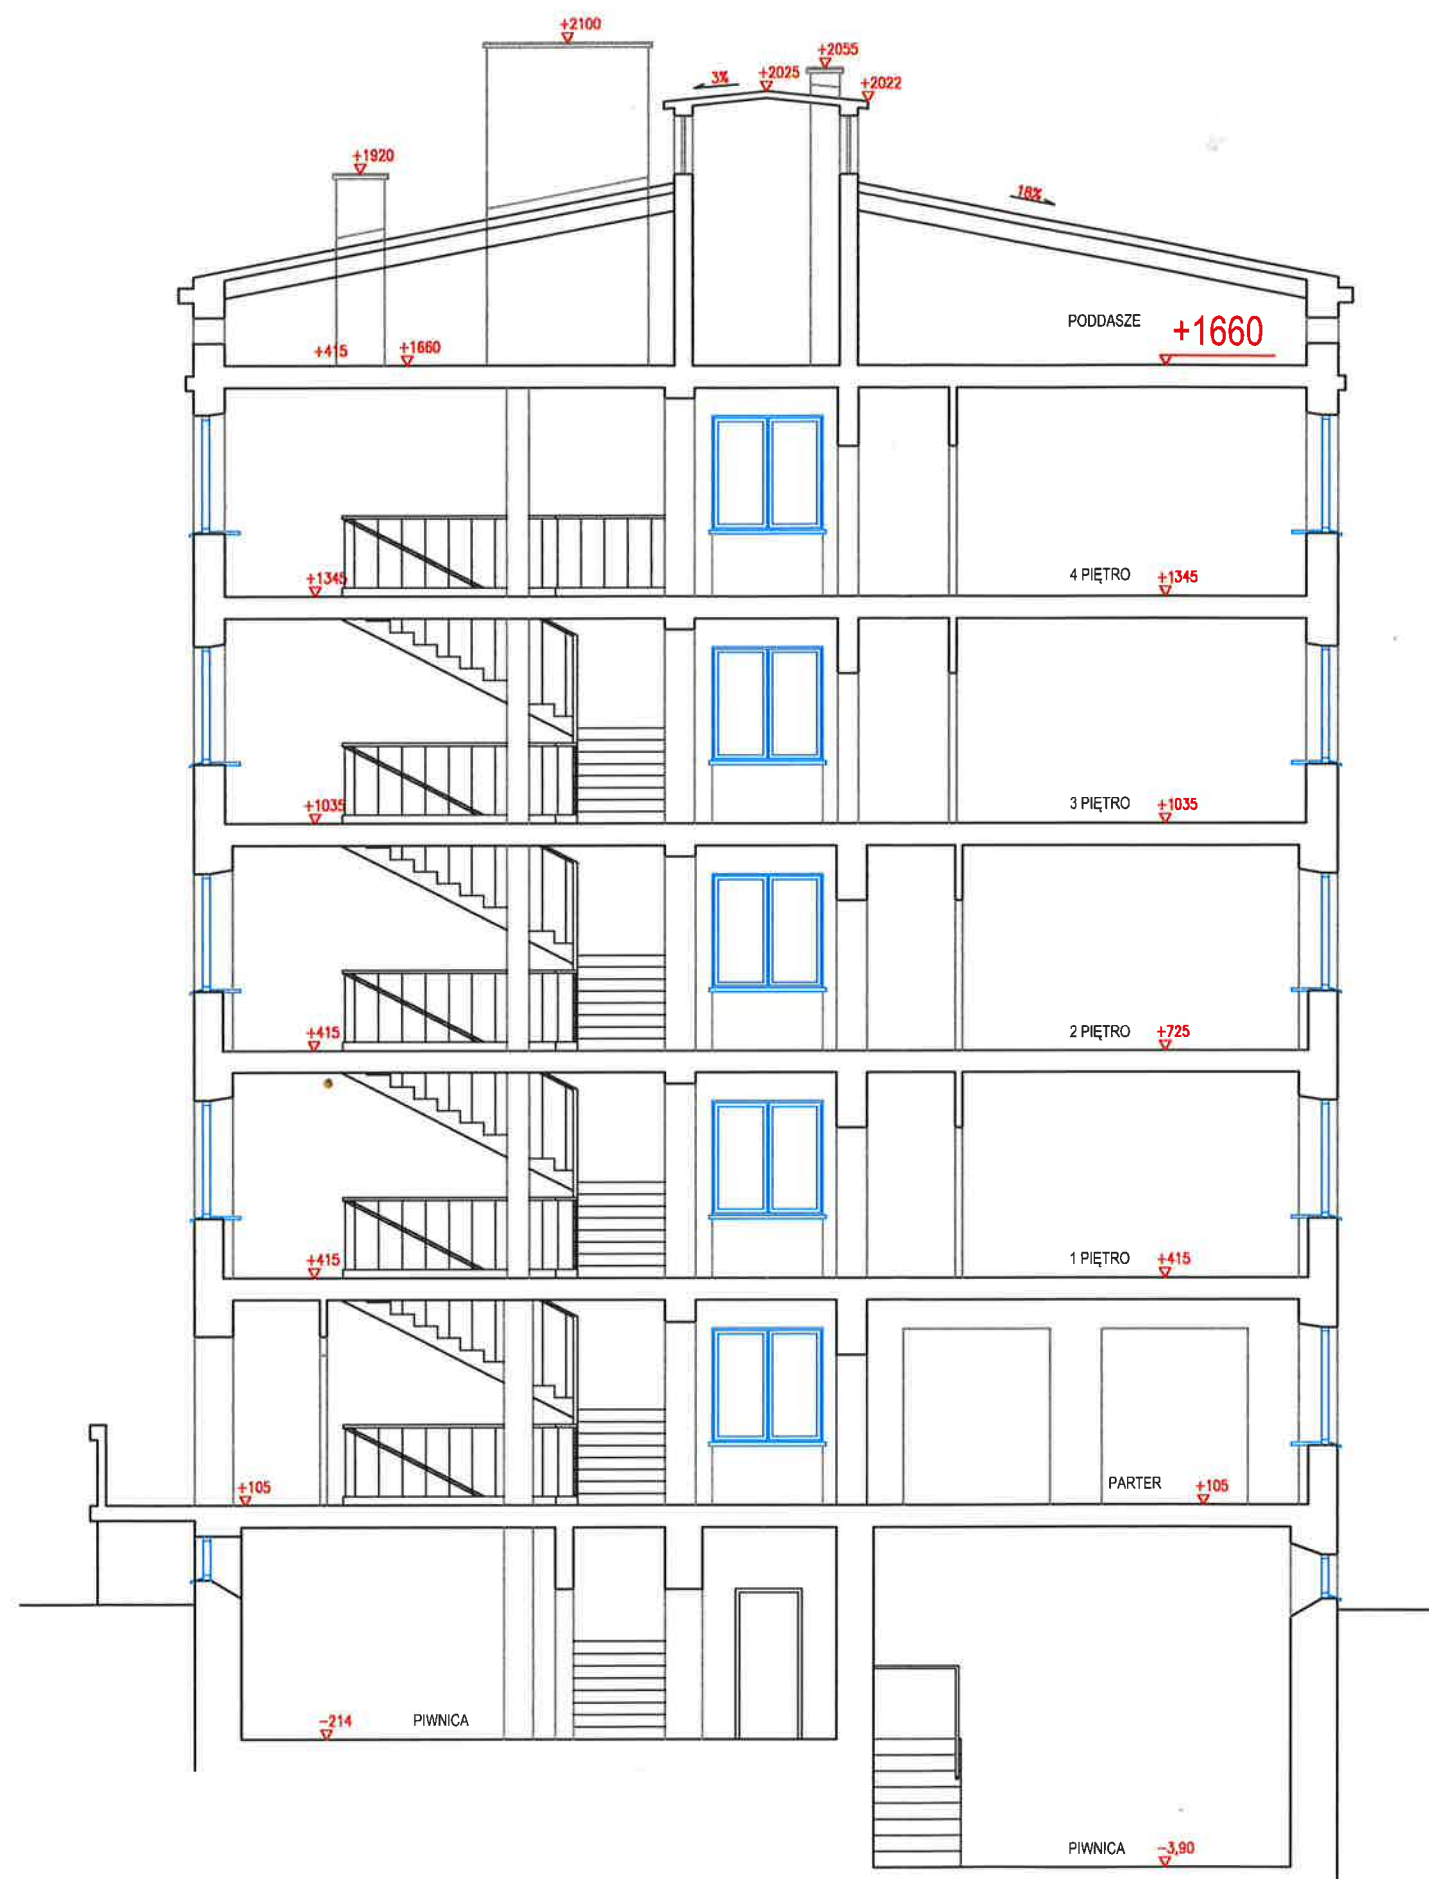 +2100
+2055
3%
+2025
+2022
+1920
18%
PODDASZE
+1660
+415
+1660
+1345
4 PIĘTRO
+1345
+1035
3 PIĘTRO
+1035
+415
2 PIĘTRO
+725
+415
1 PIĘTRO
+415
+105
PARTER
+105
-214
PIWNICA
PIWNICA
-3,90